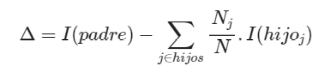 Δ = I(padre) − ∑_{j∈hijos} N_j/N . I(hijo_j)